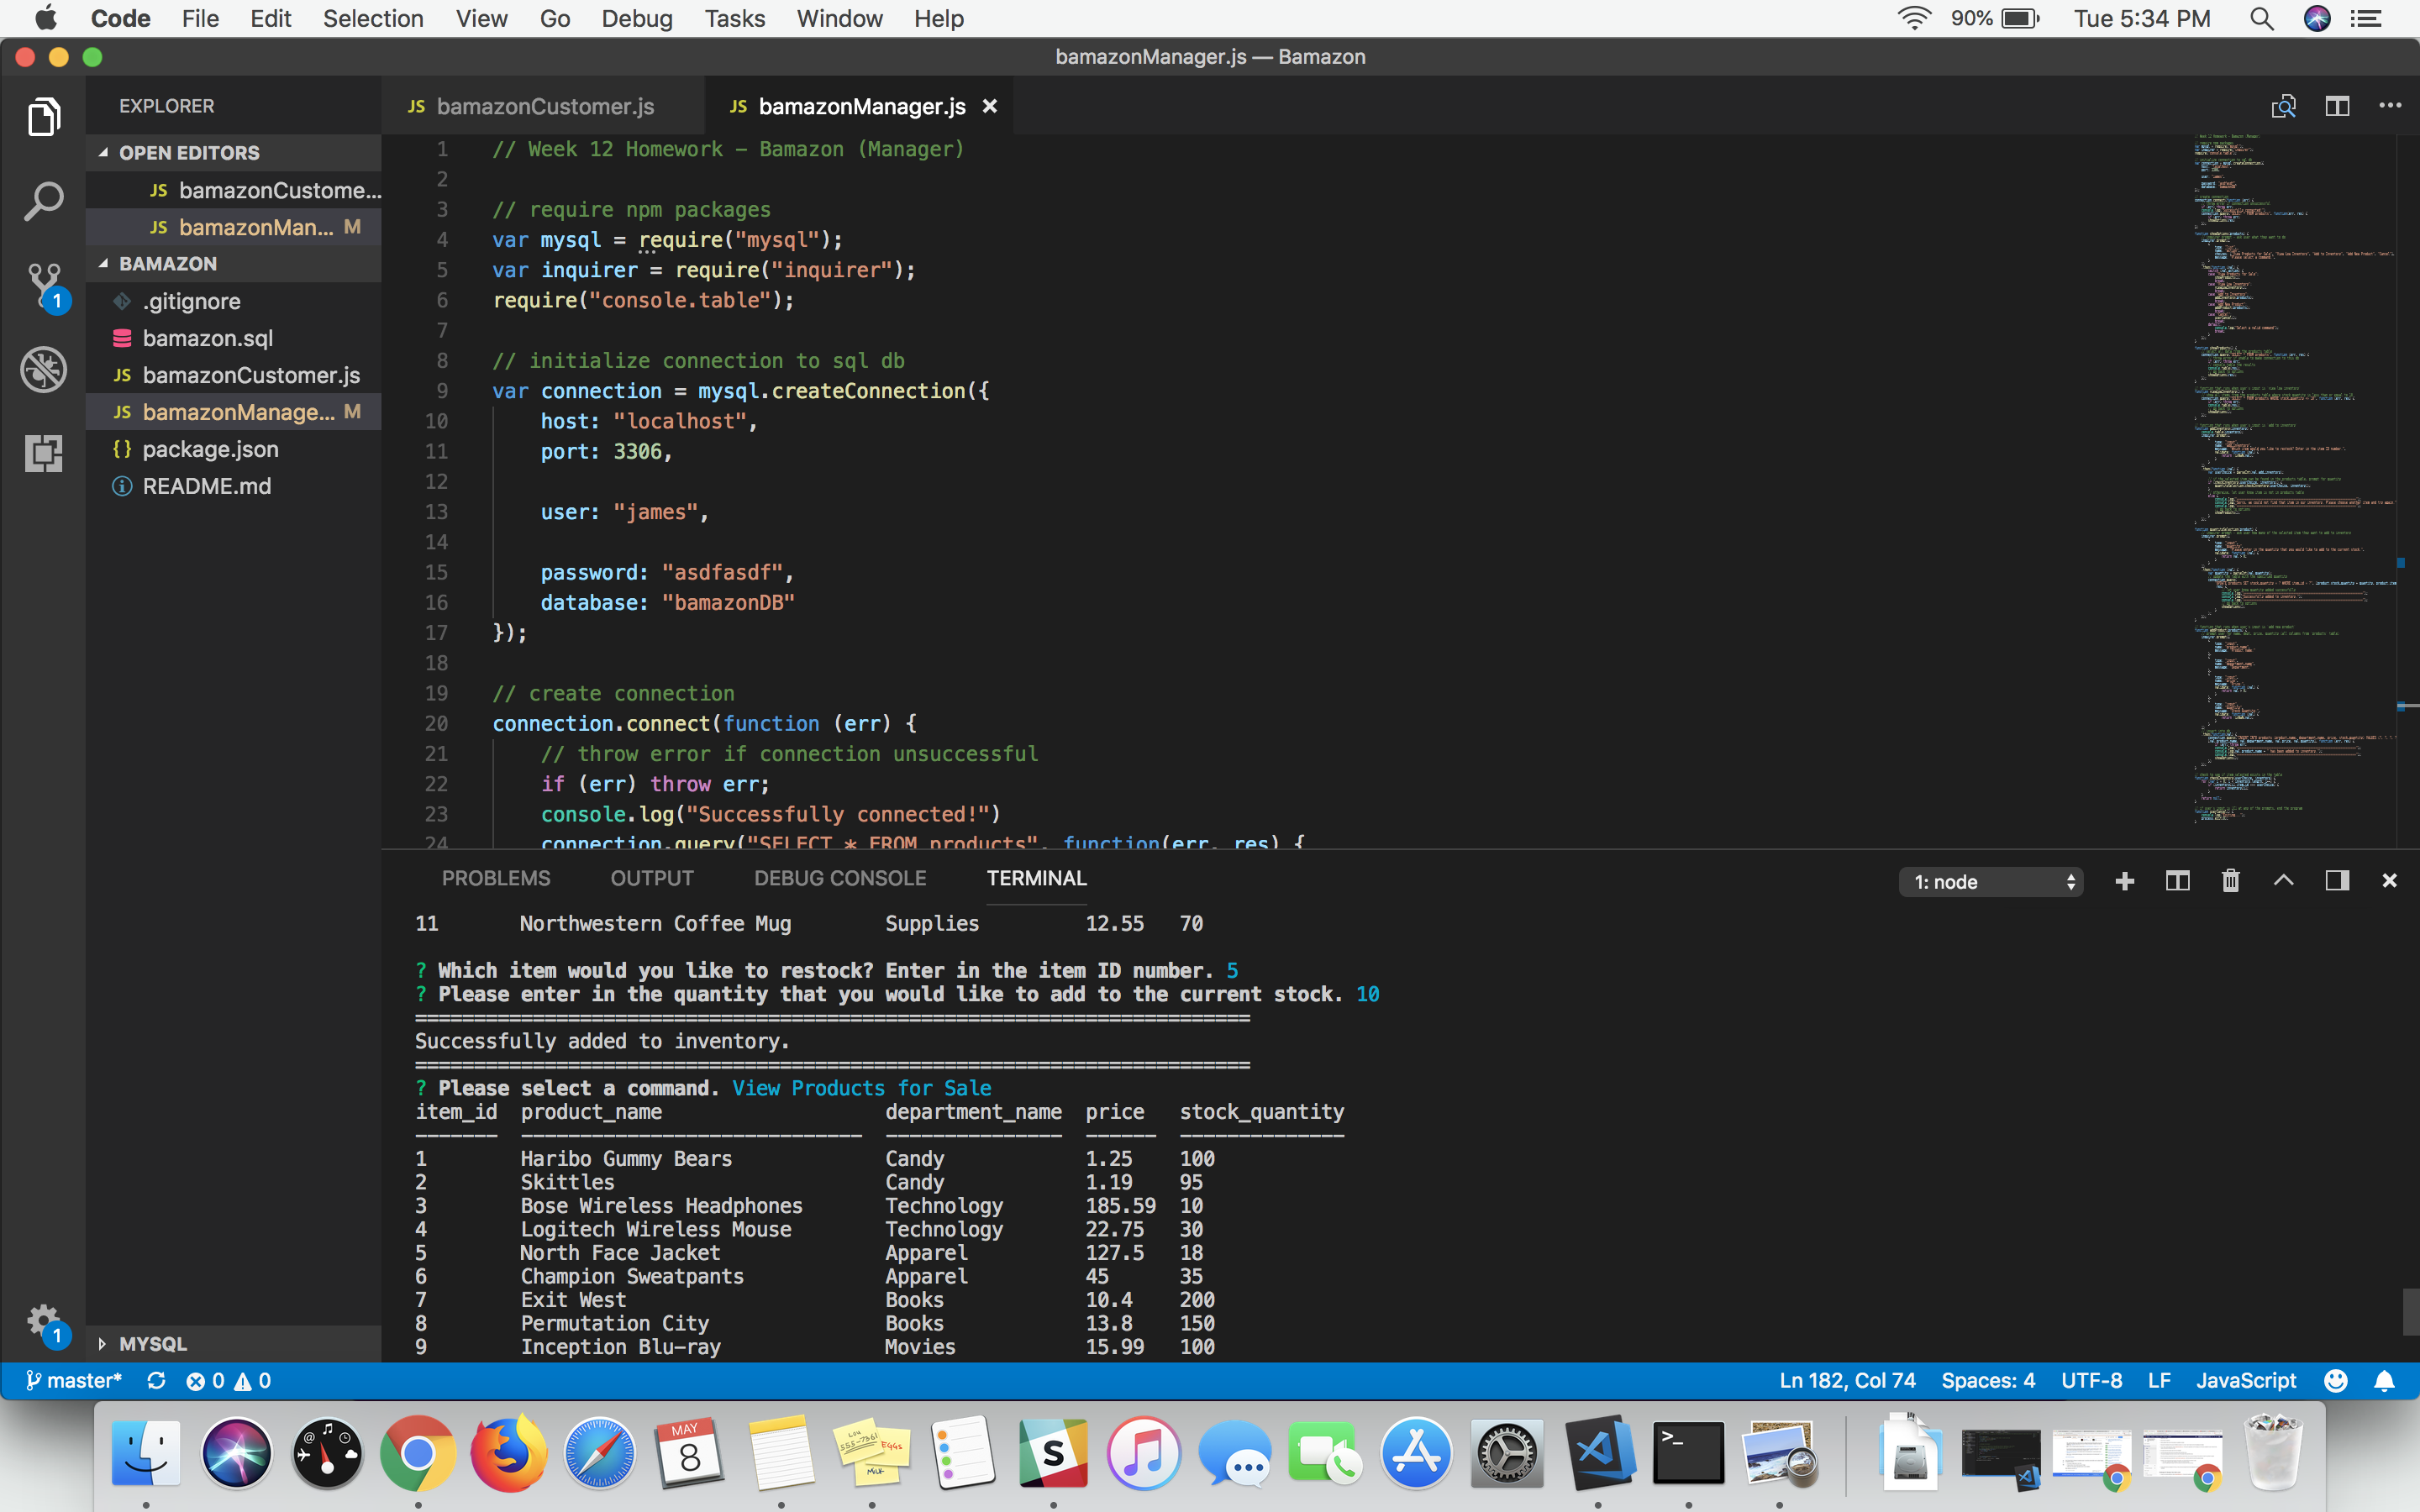 Code File Edit Selection View Go Debug Tasks Window Help 90% Tue 5:34 PM
bamazonManager.js — Bamazon
EXPLORER
OPEN EDITORS
JS bamazonCustome...
JS bamazonMan... M
BAMAZON
.gitignore
bamazon.sql
JS bamazonCustomer.js
JS bamazonManage... M
{} package.json
README.md
MYSQL
1
1
JS bamazonCustomer.js JS bamazonManager.js
1 // Week 12 Homework - Bamazon (Manager)
2
3 // require npm packages
4 var mysql = require("mysql");
5 var inquirer = require("inquirer");
6 require("console.table");
7
8 // initialize connection to sql db
9 var connection = mysql.createConnection({
10 host: "localhost",
11 port: 3306,
12
13 user: "james",
14
15 password: "asdfasdf",
16 database: "bamazonDB"
17 });
18
19 // create connection
20 connection.connect(function (err) {
21 // throw error if connection unsuccessful
22 if (err) throw err;
23 console.log("Successfully connected!")
24 connection.query("SELECT * FROM products", function(err, res) {
PROBLEMS OUTPUT DEBUG CONSOLE TERMINAL 1: node
11 Northwestern Coffee Mug Supplies 12.55 70
? Which item would you like to restock? Enter in the item ID number. 5
? Please enter in the quantity that you would like to add to the current stock. 10
=======================================================================
Successfully added to inventory.
=======================================================================
? Please select a command. View Products for Sale
item_id product_name department_name price stock_quantity
------- ----------------------------- --------------- ------ --------------
1 Haribo Gummy Bears Candy 1.25 100
2 Skittles Candy 1.19 95
3 Bose Wireless Headphones Technology 185.59 10
4 Logitech Wireless Mouse Technology 22.75 30
5 North Face Jacket Apparel 127.5 18
6 Champion Sweatpants Apparel 45 35
7 Exit West Books 10.4 200
8 Permutation City Books 13.8 150
9 Inception Blu-ray Movies 15.99 100
master* 0 0 Ln 182, Col 74 Spaces: 4 UTF-8 LF JavaScript
MAY
8